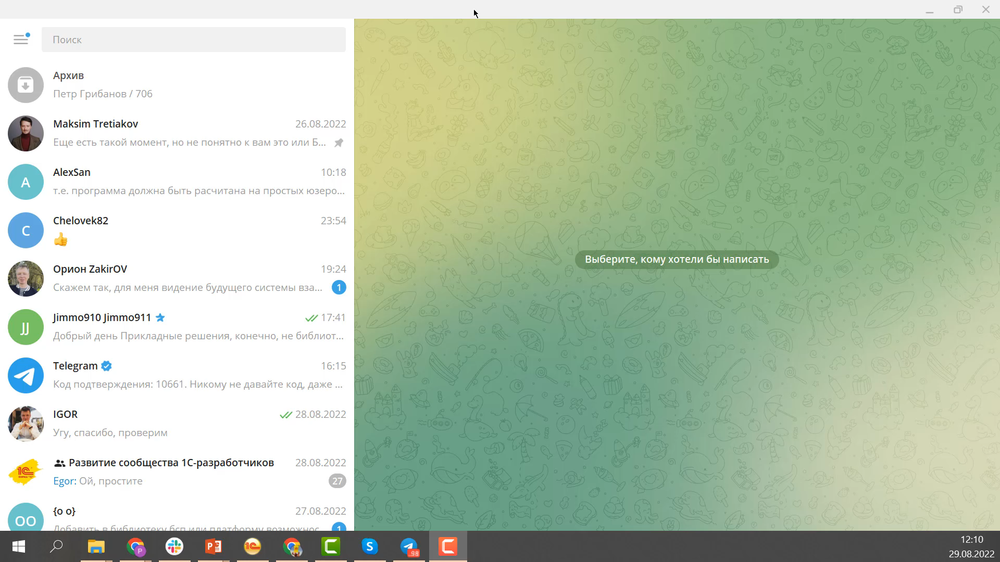 Поиск
Архив
Петр Грибанов / 706
Maksim Tretiakov 26.08.2022
Еще есть такой момент, но не понятно к вам это или Б...
A
AlexSan 10:18
т.е. программа должна быть расчитана на простых юзеро...
C
Chelovek82 23:54
Выберите, кому хотели бы написать
Орион ZakirOV 19:24
Скажем так, для меня видение будущего системы вза... 1
JJ
Jimmo910 Jimmo911 17:41
Добрый день Прикладные решения, конечно, не библиот...
Telegram 16:15
Код подтверждения: 10661. Никому не давайте код, даже ...
IGOR 28.08.2022
Угу, спасибо, проверим
1С
ФИРМА "1С"
Развитие сообщества 1С-разработчиков 28.08.2022
Egor: Ой, простите 27
OO
{o o} 27.08.2022
Добавить в библиотеку бсп или платформу возможнос... 1
P
P
1С
C
S
.98
C
12:10
29.08.2022